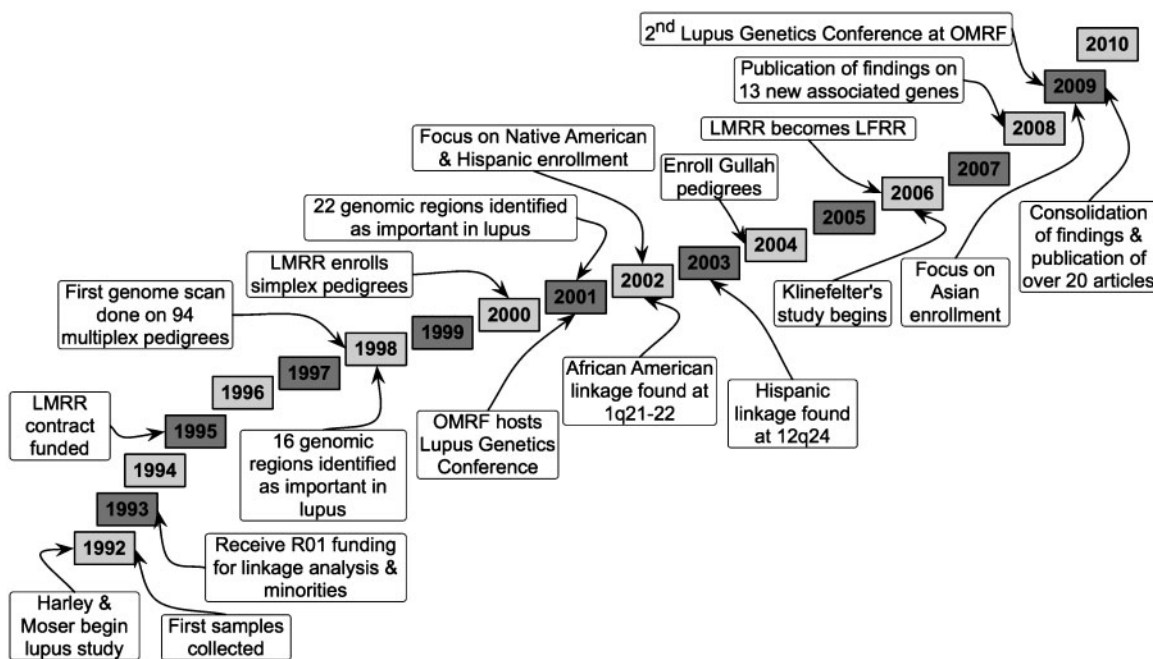 2nd Lupus Genetics Conference at OMRF
2010
2009
Publication of findings on
13 new associated genes
2008
Focus on Native American
& Hispanic enrollment
LMRR becomes LFRR
2007
Enroll Gullah
pedigrees
2006
22 genomic regions identified
as important in lupus
2005
2004
Consolidation
of findings &
publication of
over 20 articles
LMRR enrolls
simplex pedigrees
2003
2002
2001
2000
Klinefelter's
study begins
Focus on
Asian
enrollment
First genome scan
done on 94
multiplex pedigrees
1999
1998
1997
1996
African American
linkage found at
1q21-22
Hispanic
linkage found
at 12q24
LMRR
contract
funded
1995
OMRF hosts
Lupus Genetics
Conference
16 genomic
regions identified
as important in
lupus
1994
1993
1992
Receive R01 funding
for linkage analysis &
minorities
Harley &
Moser begin
lupus study
First samples
collected